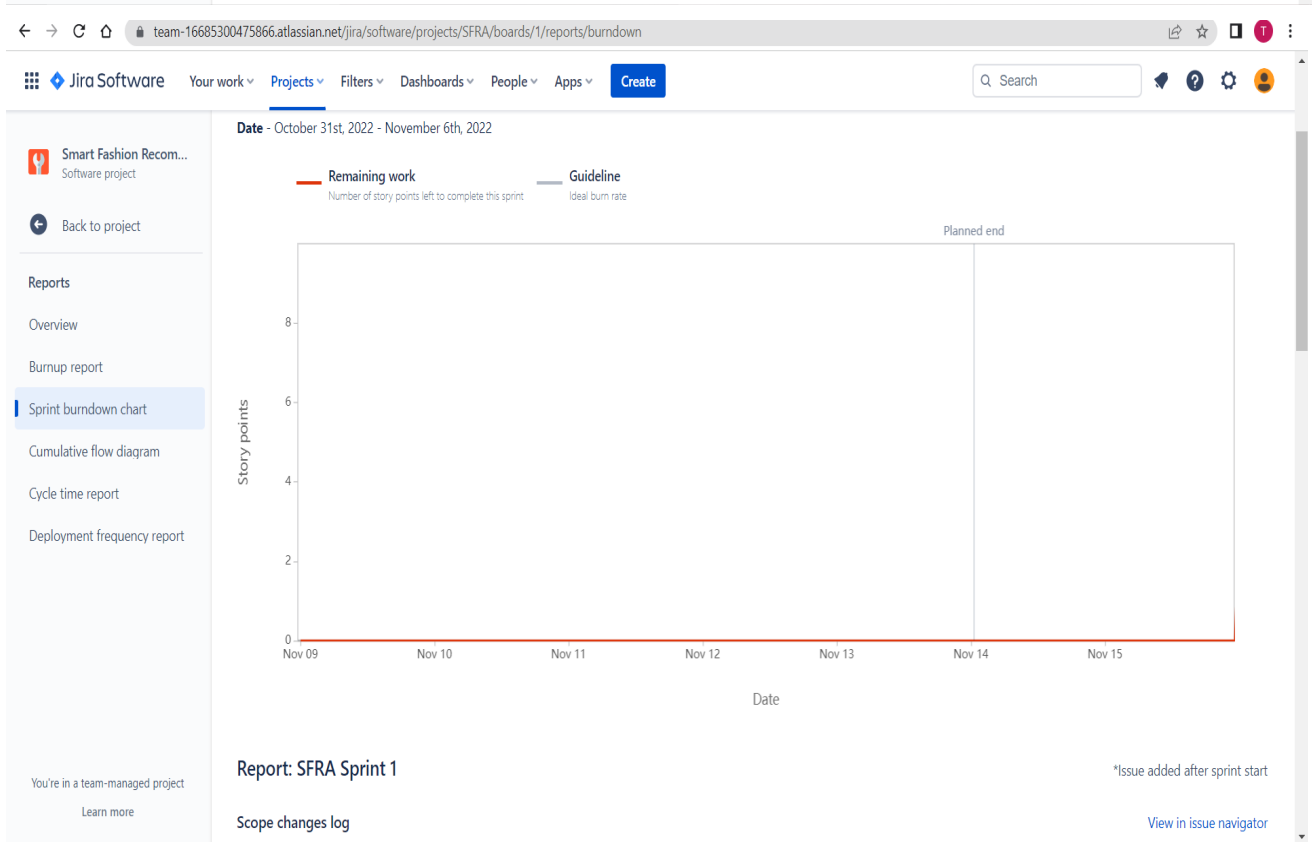 team-16685300475866.atlassian.net/jira/software/projects/SFRA/boards/1/reports/burndown
T
Jira Software Your work Projects Filters Dashboards People Apps Create Search
Smart Fashion Recom...
Software project
Back to project
Reports
Overview
Burnup report
Sprint burndown chart
Cumulative flow diagram
Cycle time report
Deployment frequency report
You're in a team-managed project
Learn more
Date - October 31st, 2022 - November 6th, 2022
Remaining work
Number of story points left to complete this sprint
Guideline
Ideal burn rate
Planned end
Story points
8
6
4
2
0
Nov 09 Nov 10 Nov 11 Nov 12 Nov 13 Nov 14 Nov 15
Date
Report: SFRA Sprint 1
*Issue added after sprint start
Scope changes log
View in issue navigator